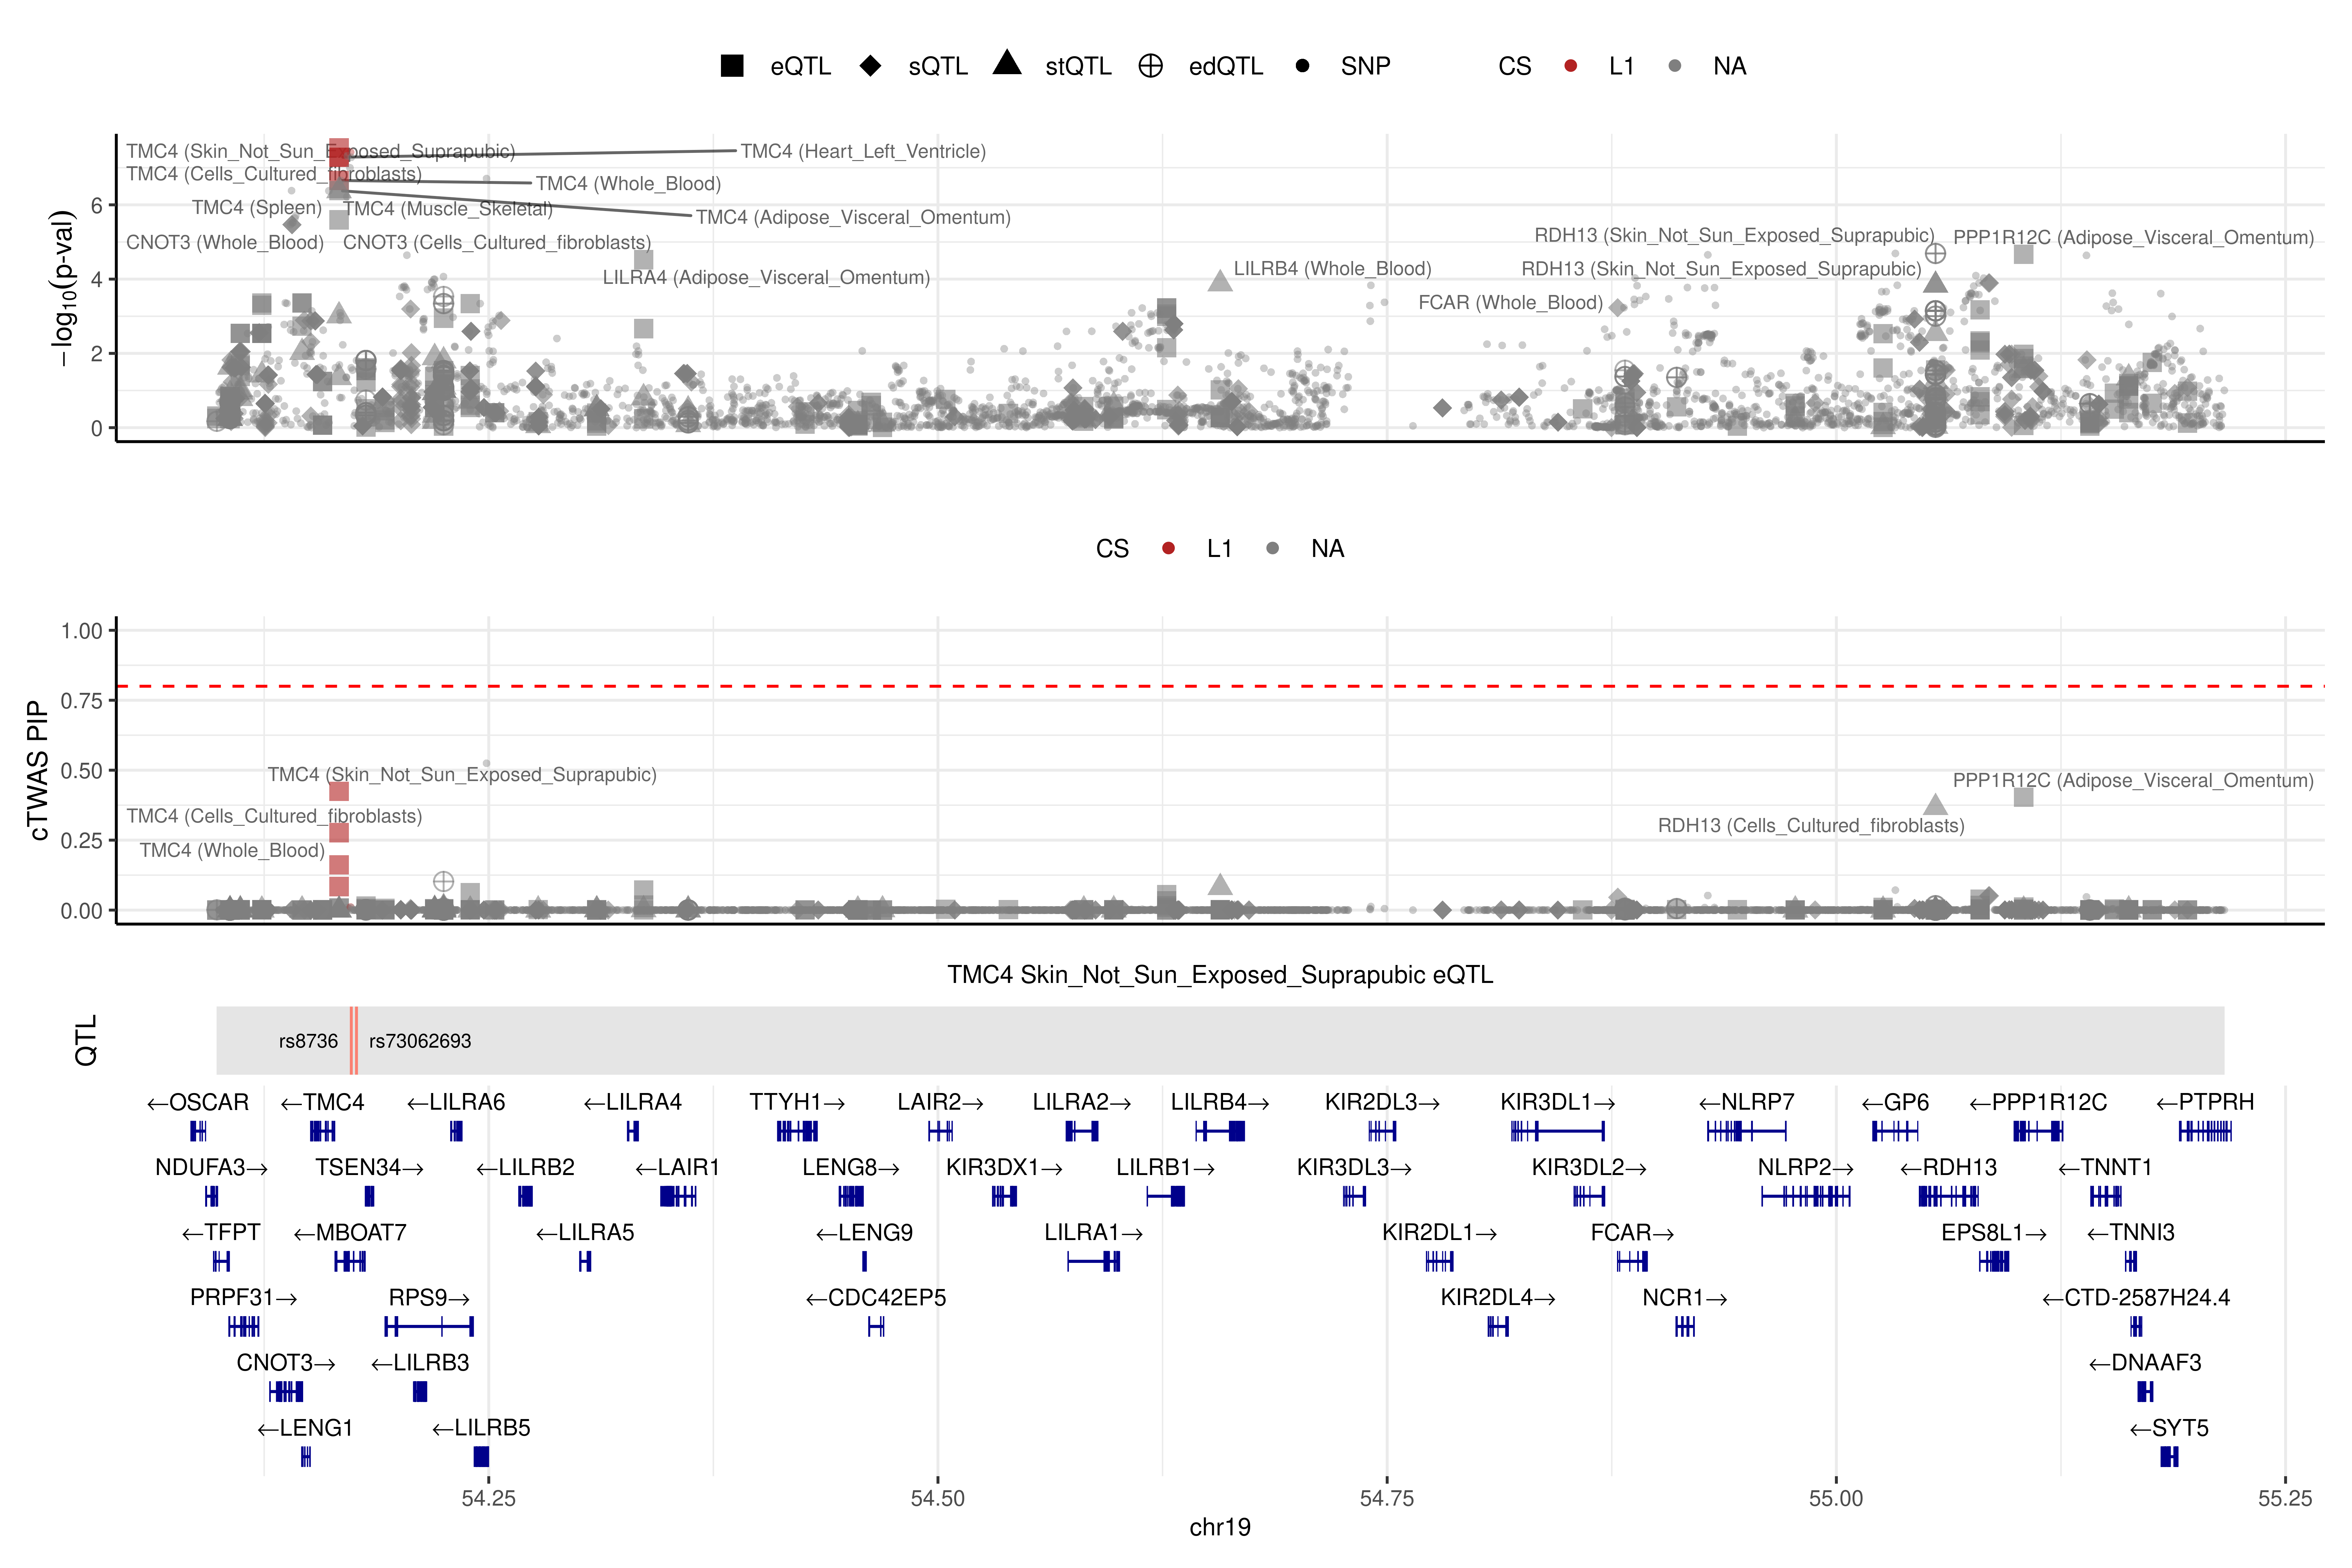 eQTL sQTL stQTL edQTL SNP CS L1 NA
TMC4 (Skin_Not_Sun_Exposed_Suprapubic)
TMC4 (Heart_Left_Ventricle)
TMC4 (Cells_Cultured_fibroblasts)
TMC4 (Whole_Blood)
TMC4 (Spleen)
TMC4 (Muscle_Skeletal)
TMC4 (Adipose_Visceral_Omentum)
CNOT3 (Whole_Blood)
CNOT3 (Cells_Cultured_fibroblasts)
LILRA4 (Adipose_Visceral_Omentum)
LILRB4 (Whole_Blood)
RDH13 (Skin_Not_Sun_Exposed_Suprapubic)
PPP1R12C (Adipose_Visceral_Omentum)
RDH13 (Skin_Not_Sun_Exposed_Suprapubic)
FCAR (Whole_Blood)
−log10(p-val)
6
4
2
0
CS L1 NA
cTWAS PIP
1.00
0.75
0.50
0.25
0.00
TMC4 (Skin_Not_Sun_Exposed_Suprapubic)
TMC4 (Cells_Cultured_fibroblasts)
TMC4 (Whole_Blood)
PPP1R12C (Adipose_Visceral_Omentum)
RDH13 (Cells_Cultured_fibroblasts)
TMC4 Skin_Not_Sun_Exposed_Suprapubic eQTL
QTL
rs8736 rs73062693
←OSCAR ←TMC4 ←LILRA6 ←LILRA4 TTYH1→ LAIR2→ LILRA2→ LILRB4→ KIR2DL3→ KIR3DL1→ ←NLRP7 ←GP6 ←PPP1R12C ←PTPRH
NDUFA3→ TSEN34→ ←LILRB2 ←LAIR1 LENG8→ KIR3DX1→ LILRB1→ KIR3DL3→ KIR3DL2→ NLRP2→ ←RDH13 ←TNNT1
←TFPT ←MBOAT7 ←LILRA5 ←LENG9 LILRA1→ KIR2DL1→ FCAR→ EPS8L1→ ←TNNI3
PRPF31→ RPS9→ ←CDC42EP5 KIR2DL4→ NCR1→ ←CTD-2587H24.4
CNOT3→ ←LILRB3 ←DNAAF3
←LENG1 ←LILRB5 ←SYT5
54.25 54.50 54.75 55.00 55.25
chr19